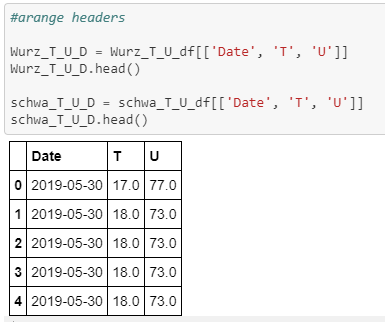 #arange headers
Wurz_T_U_D = Wurz_T_U_df[['Date', 'T', 'U']]
Wurz_T_U_D.head()
schwa_T_U_D = schwa_T_U_df[['Date', 'T', 'U']]
schwa_T_U_D.head()
Date T U
0 2019-05-30 17.0 77.0
1 2019-05-30 18.0 73.0
2 2019-05-30 18.0 73.0
3 2019-05-30 18.0 73.0
4 2019-05-30 18.0 73.0